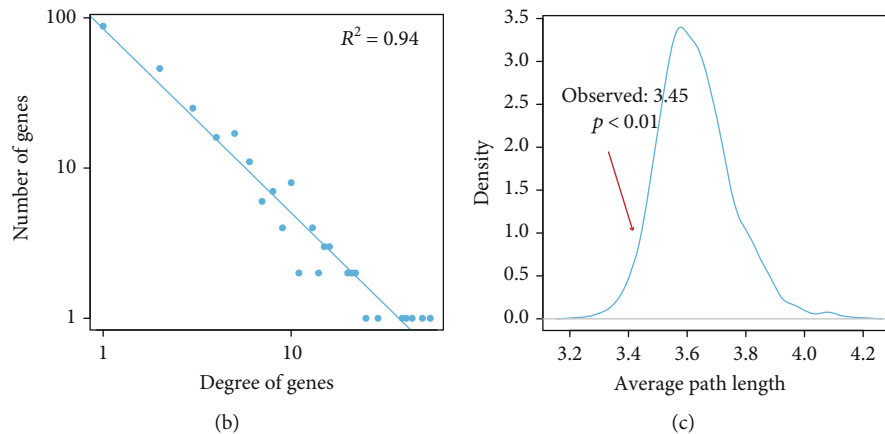 100
10
1
1
10
R² = 0.94
Number of genes
Degree of genes
(b)
3.5
3.0
2.5
2.0
1.5
1.0
0.5
0.0
3.2
3.4
3.6
3.8
4.0
4.2
Observed: 3.45
p < 0.01
Density
Average path length
(c)